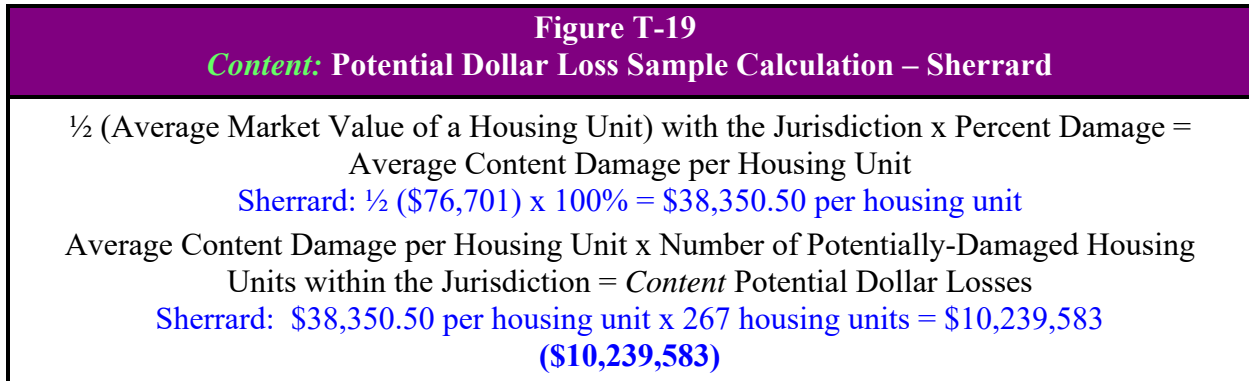 Figure T-19
Content: Potential Dollar Loss Sample Calculation – Sherrard
½ (Average Market Value of a Housing Unit) with the Jurisdiction x Percent Damage =
Average Content Damage per Housing Unit
Sherrard: ½ ($76,701) x 100% = $38,350.50 per housing unit
Average Content Damage per Housing Unit x Number of Potentially-Damaged Housing
Units within the Jurisdiction = Content Potential Dollar Losses
Sherrard:  $38,350.50 per housing unit x 267 housing units = $10,239,583
($10,239,583)